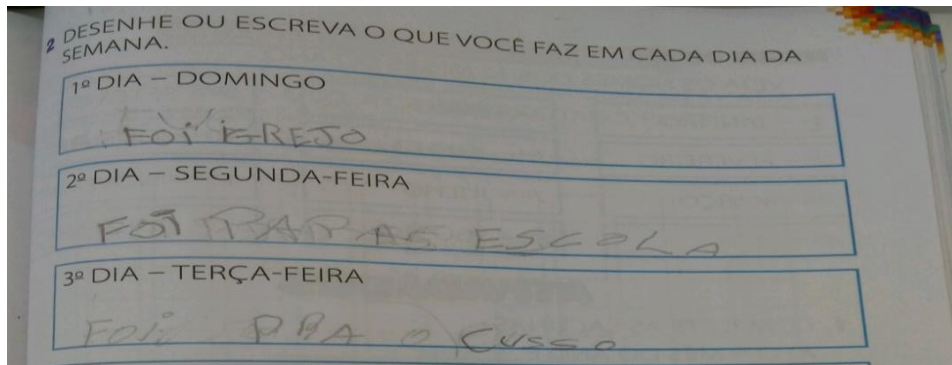 2 DESENHE OU ESCREVA O QUE VOCÊ FAZ EM CADA DIA DA
SEMANA.
1º DIA – DOMINGO
FOI IGREJO
2º DIA – SEGUNDA-FEIRA
FOI PARAS ESCOLA
3º DIA – TERÇA-FEIRA
FOI PRA O CUSSO